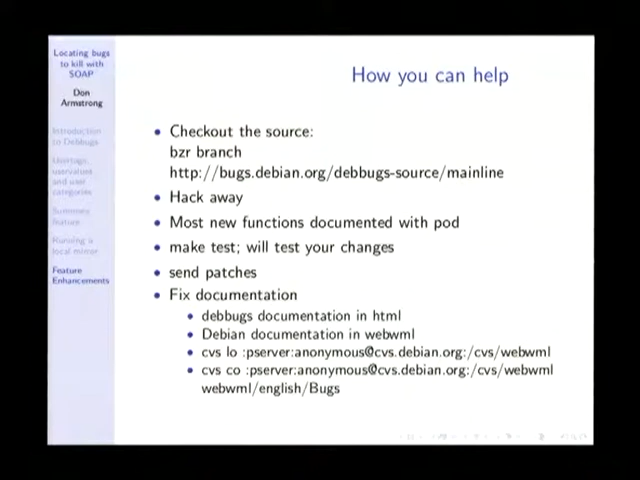 Locating bugs
to kill with
SOAP
Don
Armstrong
Introduction
to Debbugs
Usertags,
uservalues
and user
categories
Summary
feature
Running a
local mirror
Feature
Enhancements
How you can help
• Checkout the source:
bzr branch
http://bugs.debian.org/debbugs-source/mainline
• Hack away
• Most new functions documented with pod
• make test; will test your changes
• send patches
• Fix documentation
• debbugs documentation in html
• Debian documentation in webwml
• cvs lo :pserver:anonymous@cvs.debian.org:/cvs/webwml
• cvs co :pserver:anonymous@cvs.debian.org:/cvs/webwml
webwml/english/Bugs